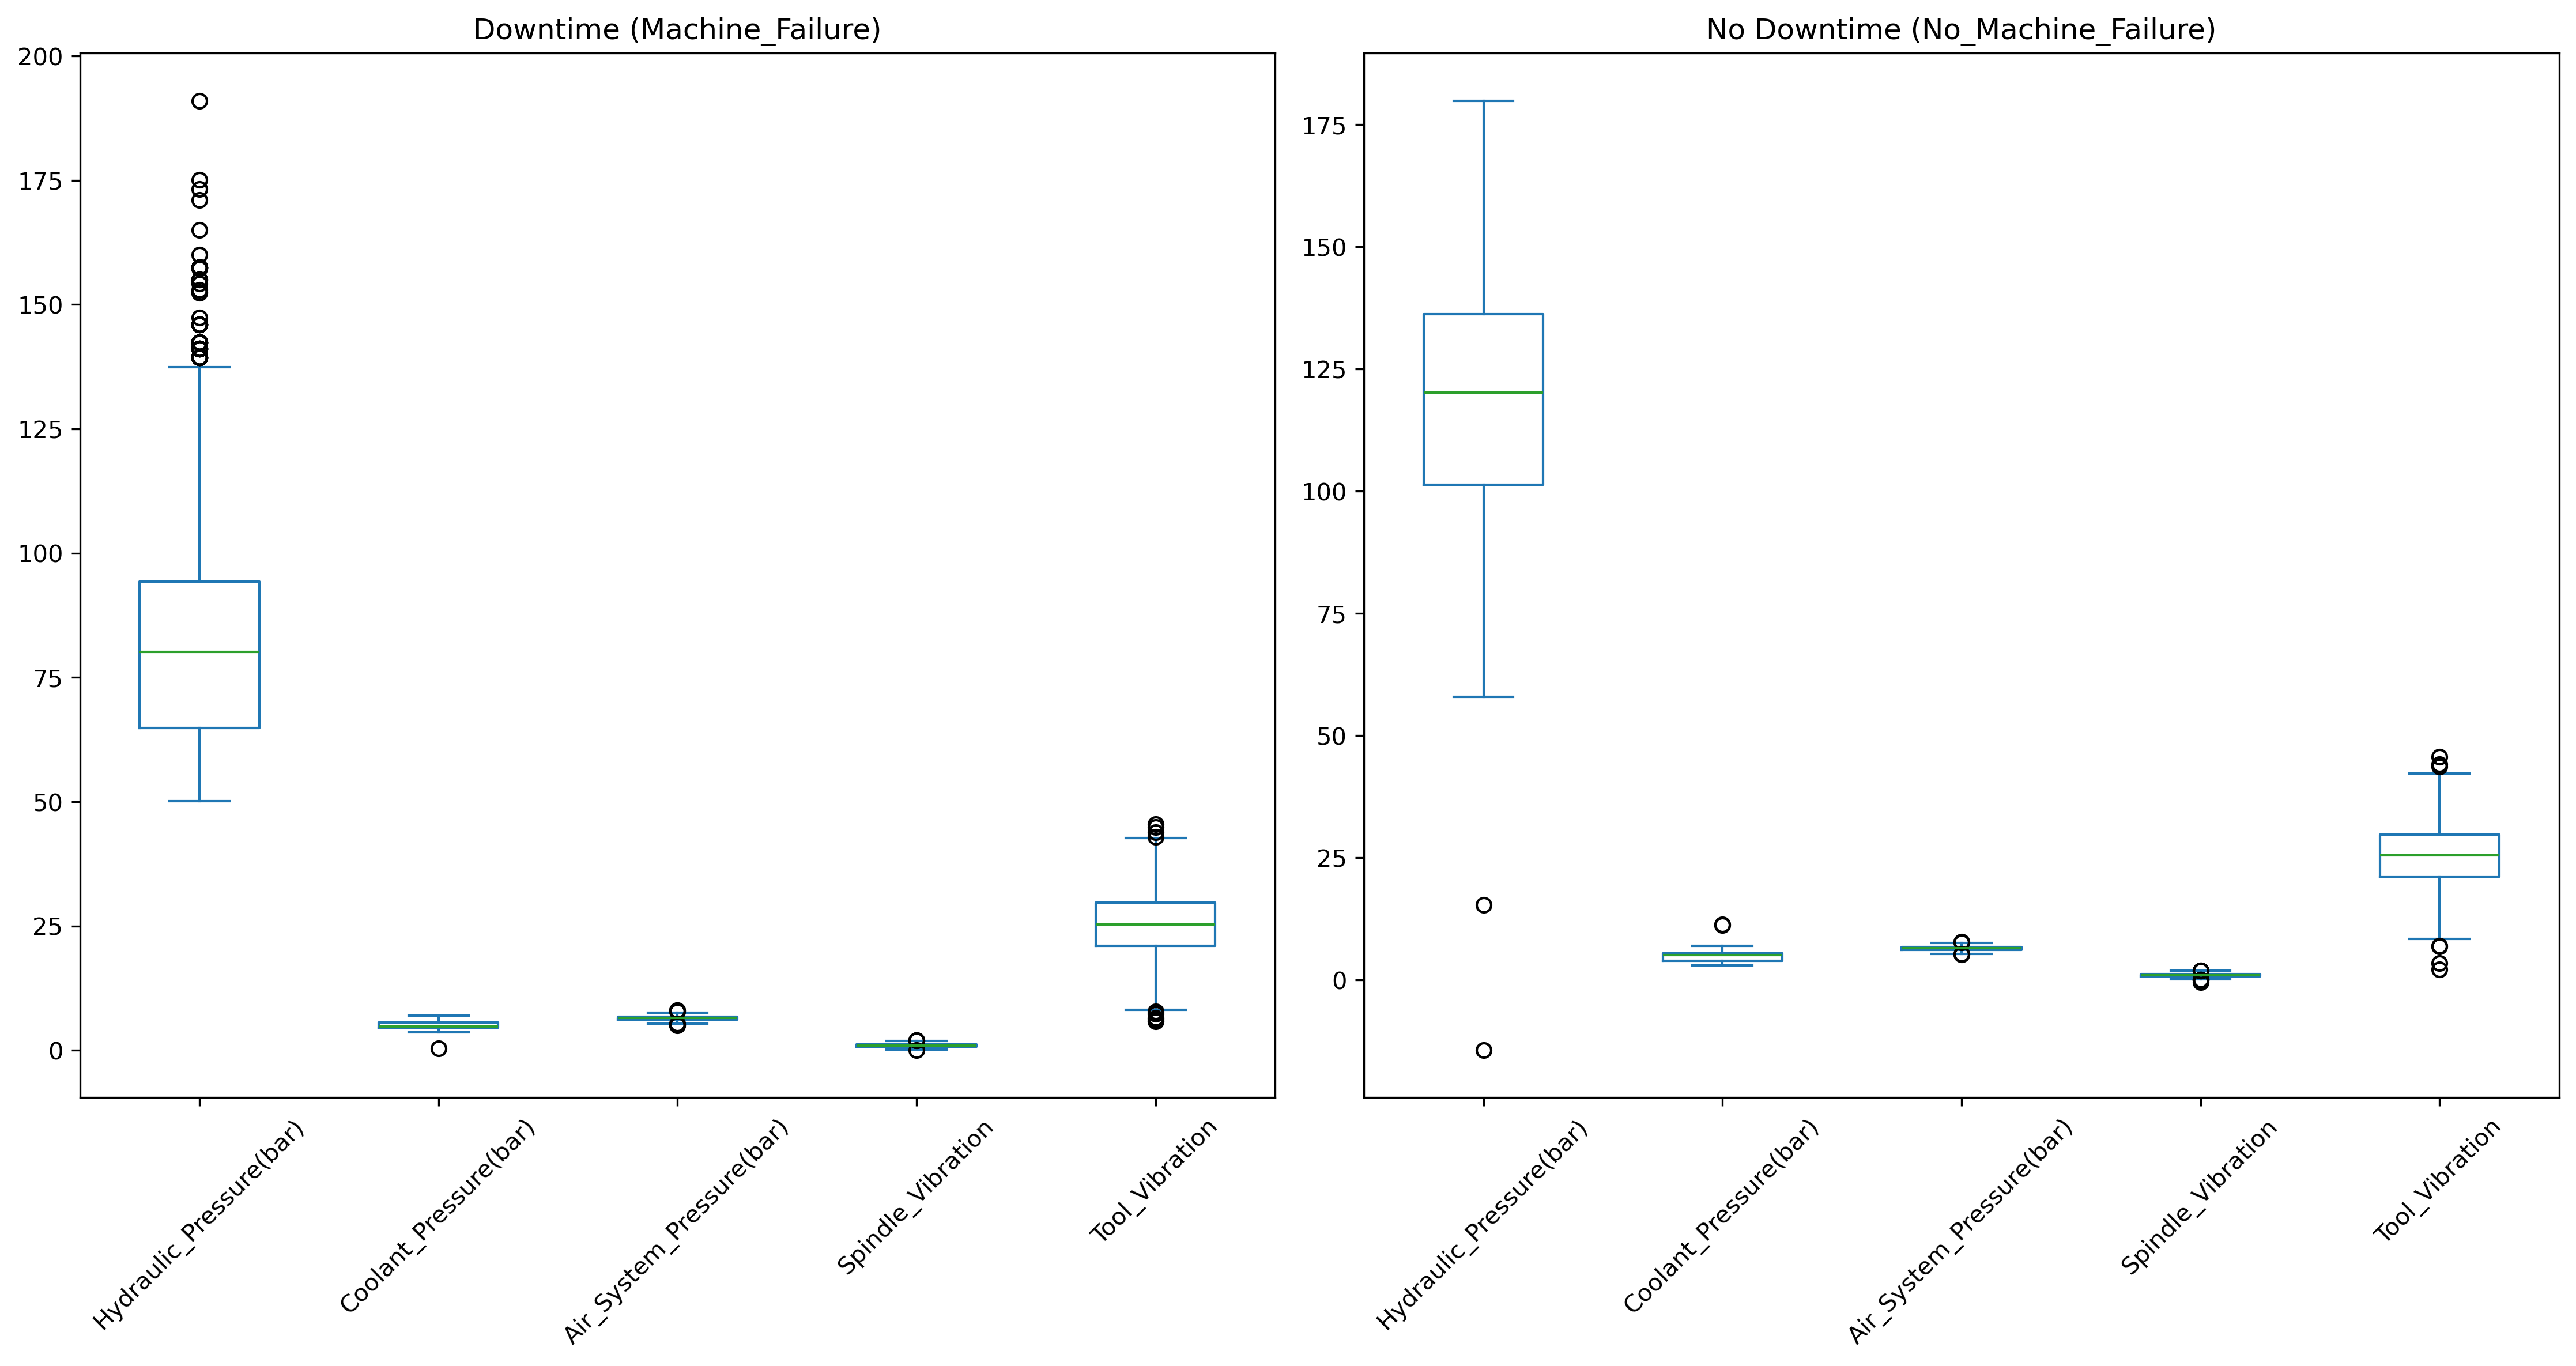 Downtime (Machine_Failure)
200
175
150
125
100
75
50
25
0
Hydraulic_Pressure(bar)
Coolant_Pressure(bar)
Air_System_Pressure(bar)
Spindle_Vibration
Tool_Vibration
No Downtime (No_Machine_Failure)
175
150
125
100
75
50
25
0
Hydraulic_Pressure(bar)
Coolant_Pressure(bar)
Air_System_Pressure(bar)
Spindle_Vibration
Tool_Vibration